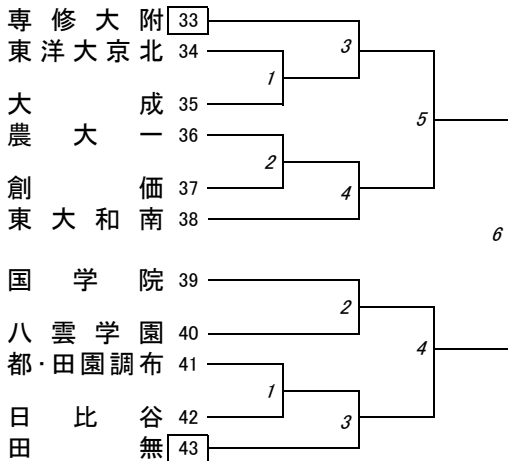 専修大附 33
3
東洋大京北 34
1
大成 35
5
農大一 36
2
創価 37
4
東大和南 38
6
国学院 39
2
八雲学園 40
4
都・田園調布 41
1
日比谷 42
3
田無 43